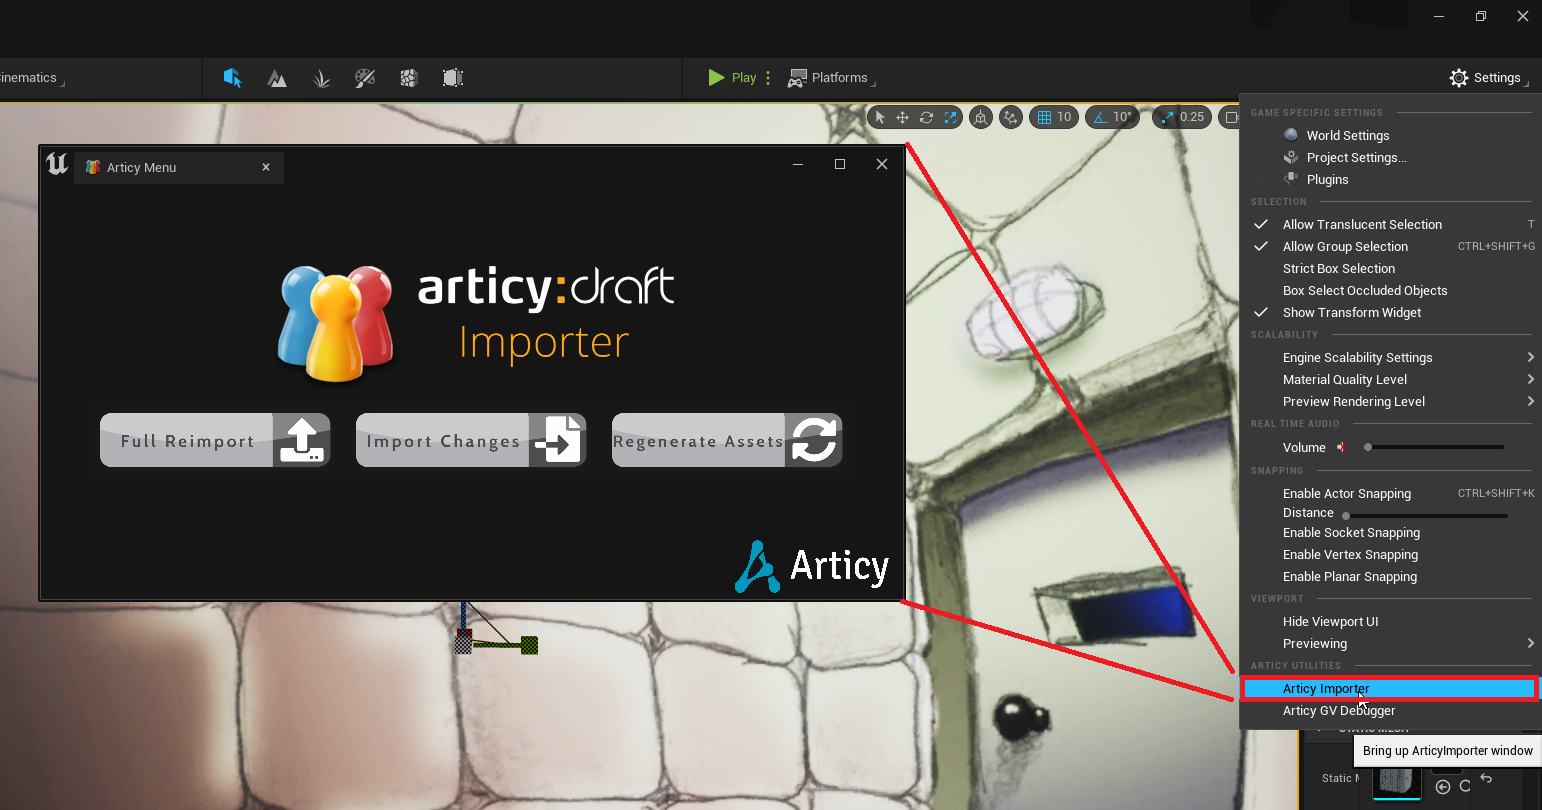 inematics
Play
Platforms
Settings
10
10°
0.25
Articy Menu
articy:draft
Importer
Full Reimport
Import Changes
Regenerate Assets
Articy
GAME SPECIFIC SETTINGS
World Settings
Project Settings...
Plugins
SELECTION
Allow Translucent Selection T
Allow Group Selection CTRL+SHIFT+G
Strict Box Selection
Box Select Occluded Objects
Show Transform Widget
SCALABILITY
Engine Scalability Settings
Material Quality Level
Preview Rendering Level
REAL TIME AUDIO
Volume
SNAPPING
Enable Actor Snapping CTRL+SHIFT+K
Distance
Enable Socket Snapping
Enable Vertex Snapping
Enable Planar Snapping
VIEWPORT
Hide Viewport UI
Previewing
ARTICY UTILITIES
Articy Importer
Articy GV Debugger
Bring up ArticyImporter window
Static M